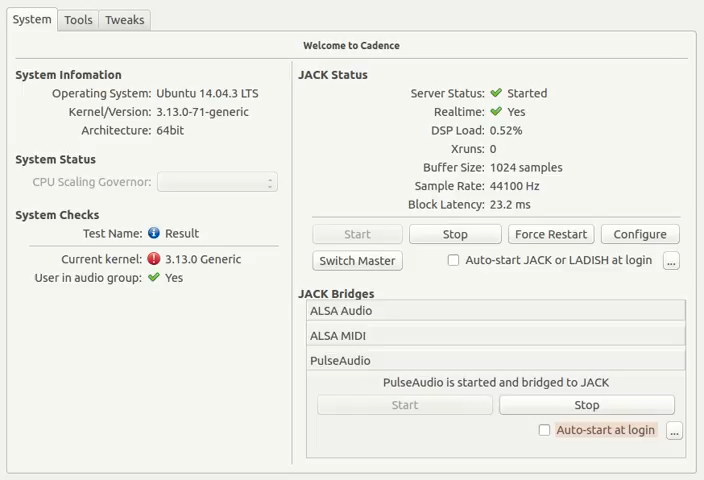 System Tools Tweaks
Welcome to Cadence
System Infomation
Operating System: Ubuntu 14.04.3 LTS
Kernel/Version: 3.13.0-71-generic
Architecture: 64bit
System Status
CPU Scaling Governor:
System Checks
Test Name: Result
Current kernel: 3.13.0 Generic
User in audio group: Yes
JACK Status
Server Status: Started
Realtime: Yes
DSP Load: 0.52%
Xruns: 0
Buffer Size: 1024 samples
Sample Rate: 44100 Hz
Block Latency: 23.2 ms
Start Stop Force Restart Configure
Switch Master Auto-start JACK or LADISH at login ...
JACK Bridges
ALSA Audio
ALSA MIDI
PulseAudio
PulseAudio is started and bridged to JACK
Start Stop
Auto-start at login ...